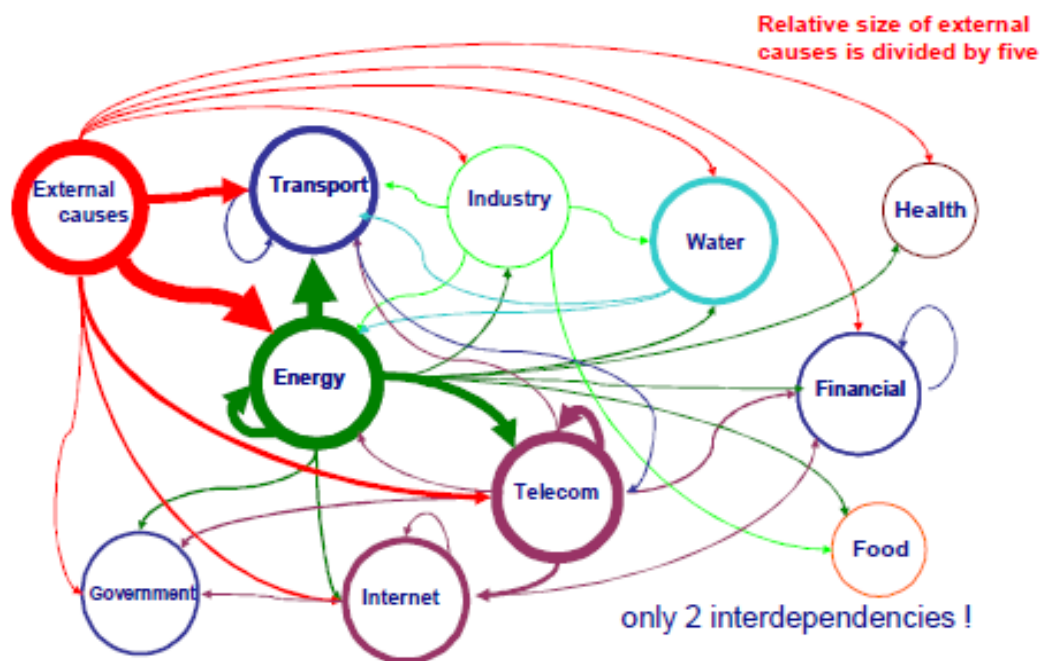 Relative size of external
causes is divided by five
External
causes
Transport
Industry
Water
Health
Energy
Financial
Telecom
Food
Government
Internet
only 2 interdependencies !